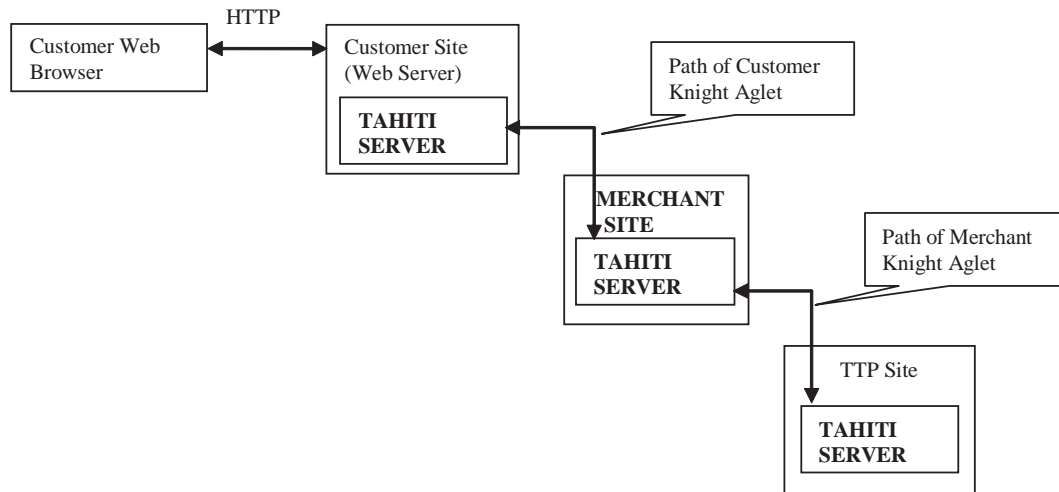 HTTP
Customer Web
Browser
Customer Site
(Web Server)
TAHITI
SERVER
Path of Customer
Knight Aglet
MERCHANT
SITE
TAHITI
SERVER
Path of Merchant
Knight Aglet
TTP Site
TAHITI
SERVER